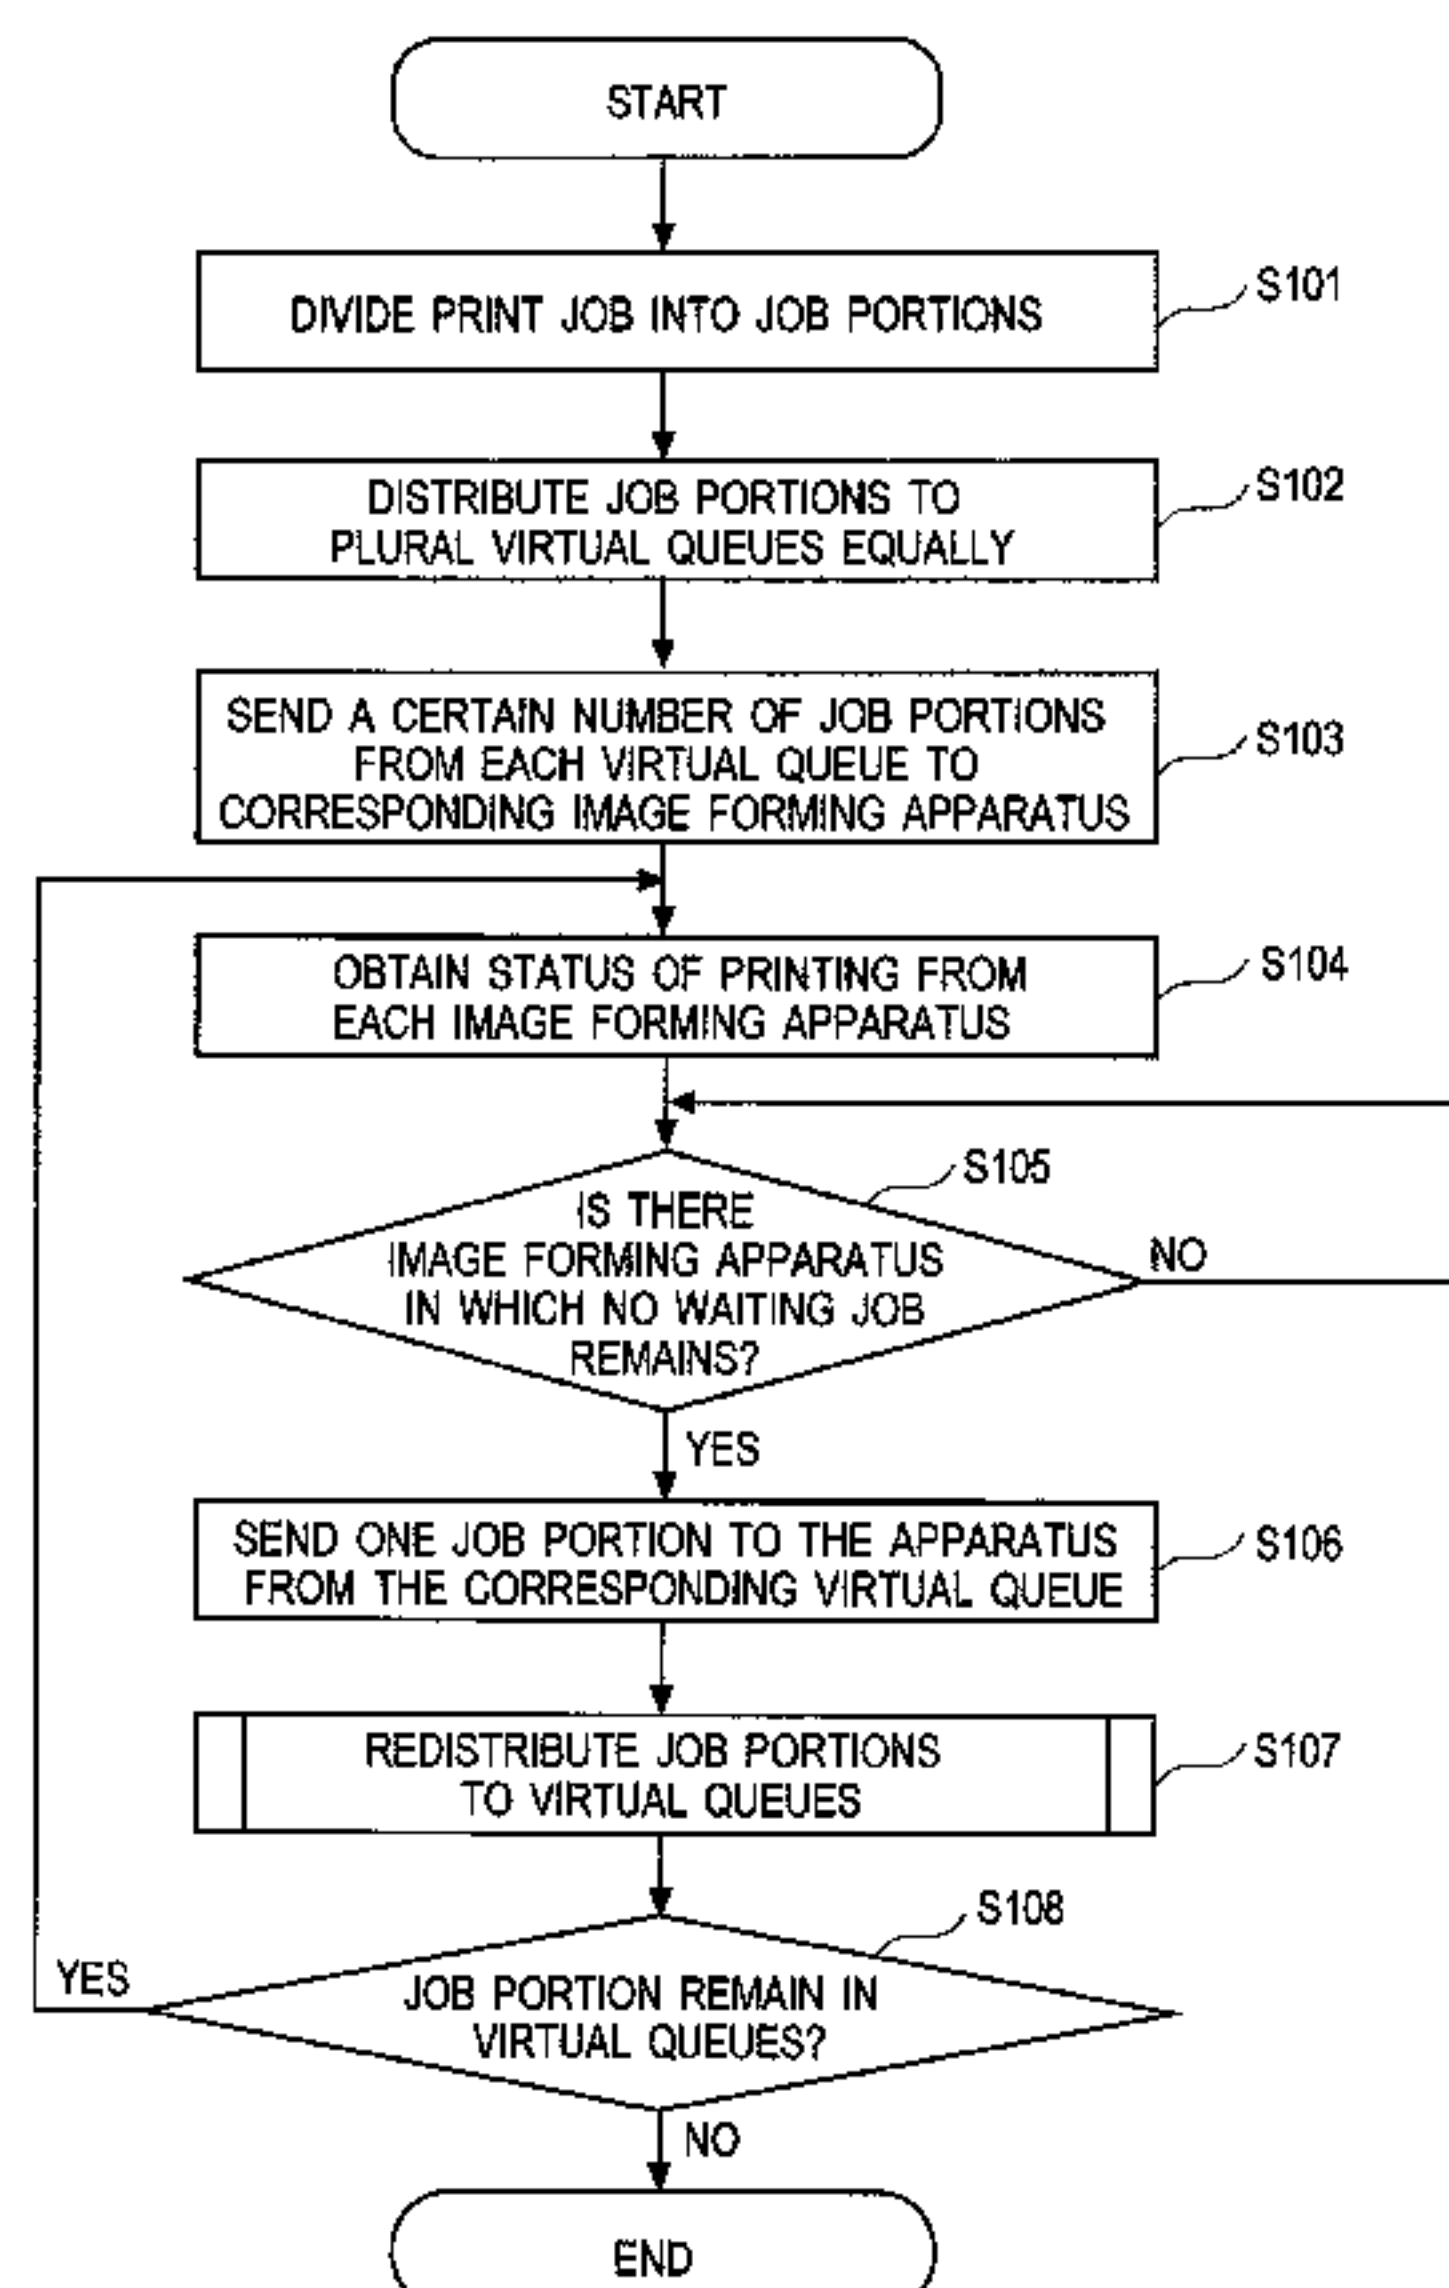 START
DIVIDE PRINT JOB INTO JOB PORTIONS
S101
DISTRIBUTE JOB PORTIONS TO
PLURAL VIRTUAL QUEUES EQUALLY
S102
SEND A CERTAIN NUMBER OF JOB PORTIONS
FROM EACH VIRTUAL QUEUE TO
CORRESPONDING IMAGE FORMING APPARATUS
S103
OBTAIN STATUS OF PRINTING FROM
EACH IMAGE FORMING APPARATUS
S104
S105
IS THERE
IMAGE FORMING APPARATUS
IN WHICH NO WAITING JOB
REMAINS?
NO
YES
SEND ONE JOB PORTION TO THE APPARATUS
FROM THE CORRESPONDING VIRTUAL QUEUE
S106
REDISTRIBUTE JOB PORTIONS
TO VIRTUAL QUEUES
S107
S108
YES
JOB PORTION REMAIN IN
VIRTUAL QUEUES?
NO
END